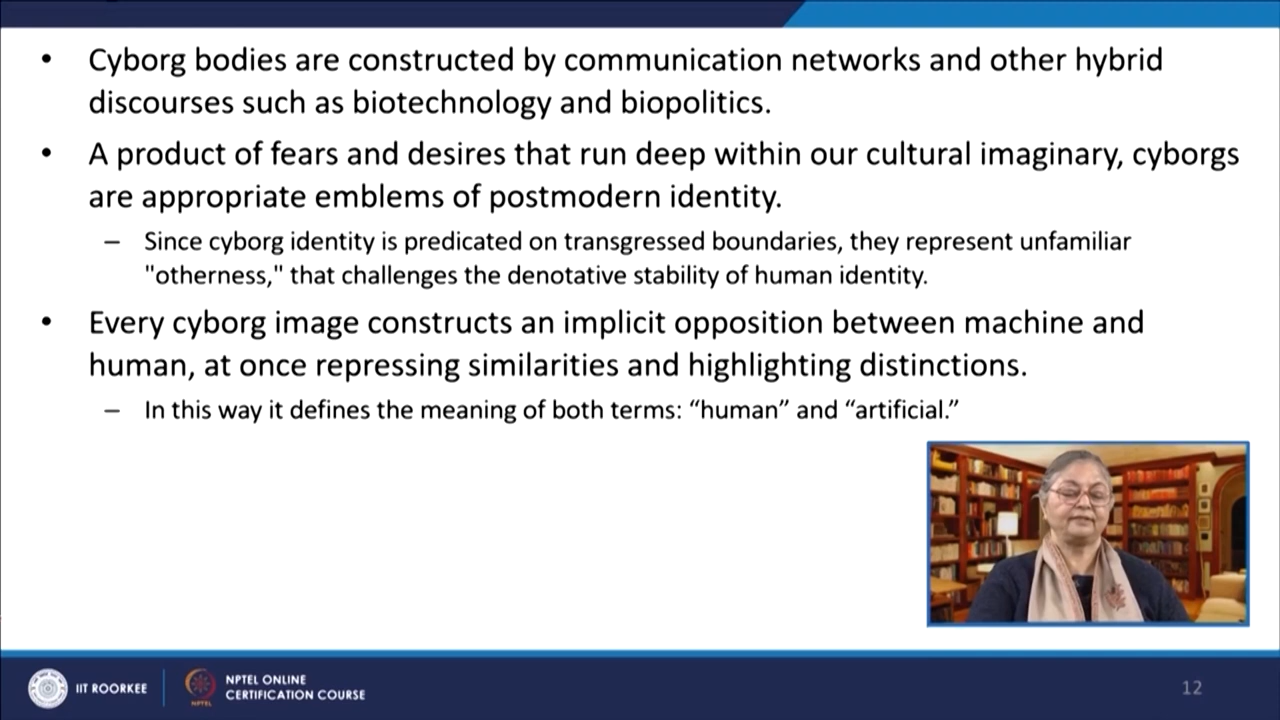 • Cyborg bodies are constructed by communication networks and other hybrid
discourses such as biotechnology and biopolitics.
• A product of fears and desires that run deep within our cultural imaginary, cyborgs
are appropriate emblems of postmodern identity.
– Since cyborg identity is predicated on transgressed boundaries, they represent unfamiliar
"otherness," that challenges the denotative stability of human identity.
• Every cyborg image constructs an implicit opposition between machine and
human, at once repressing similarities and highlighting distinctions.
– In this way it defines the meaning of both terms: “human” and “artificial.”
IIT ROORKEE
NPTEL
NPTEL ONLINE
CERTIFICATION COURSE
12